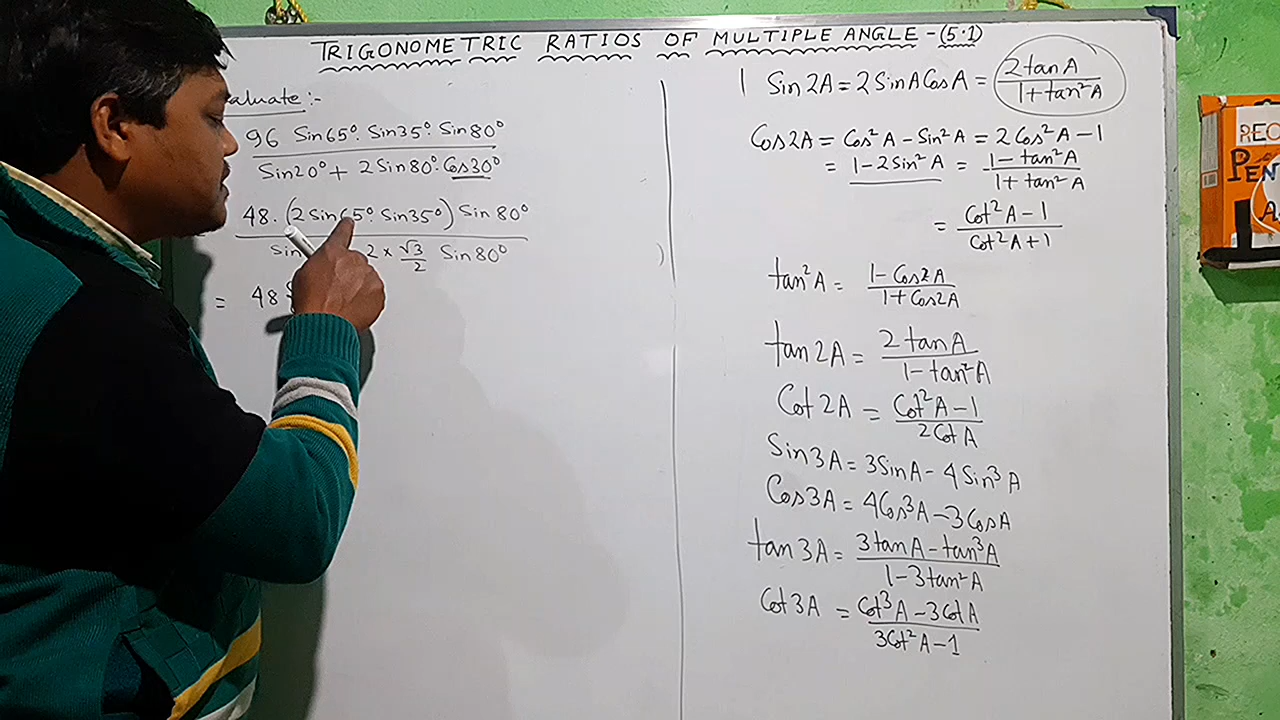 TRIGONOMETRIC RATIOS OF MULTIPLE ANGLE - (5.1)
aluate :-
96 Sin65°. Sin35°. Sin80°
Sin20° + 2Sin80°.Cos30°
48. (2Sin65°. Sin35°) Sin80°
Sin 2 × √3/2 Sin80°
= 48
1 Sin2A = 2SinACosA = 2tanA / 1+tan²A
Cos2A = Cos²A - Sin²A = 2Cos²A - 1
= 1-2Sin²A = 1-tan²A / 1+tan²A
= Cot²A-1 / Cot²A+1
tan²A = 1-Cos2A / 1+Cos2A
tan2A = 2tanA / 1-tan²A
Cot2A = Cot²A-1 / 2CotA
Sin3A = 3SinA - 4Sin³A
Cos3A = 4Cos³A - 3CosA
tan3A = 3tanA - tan³A / 1-3tan²A
Cot3A = Cot³A - 3CotA / 3Cot²A-1
REO
PEN